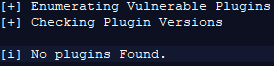 [+] Enumerating Vulnerable Plugins
[+] Checking Plugin Versions
[i] No plugins Found.